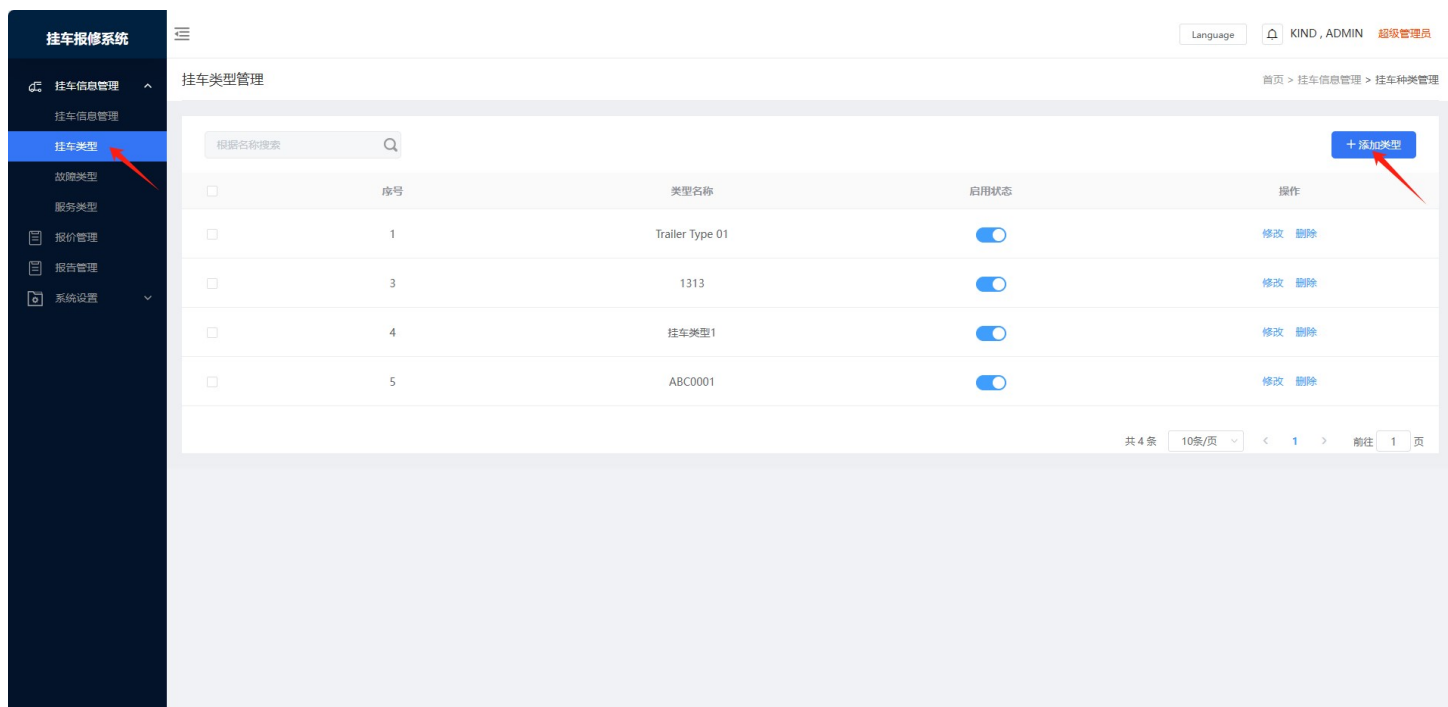 挂车报修系统
Language
KIND , ADMIN 超级管理员
挂车信息管理
挂车信息管理
挂车类型
故障类型
服务类型
报价管理
报告管理
系统设置
挂车类型管理
首页 > 挂车信息管理 > 挂车种类管理
根据名称搜索
添加类型
序号 类型名称 启用状态 操作
1 Trailer Type 01 修改 删除
3 1313 修改 删除
4 挂车类型1 修改 删除
5 ABC0001 修改 删除
共 4 条 10条/页 < 1 > 前往 1 页